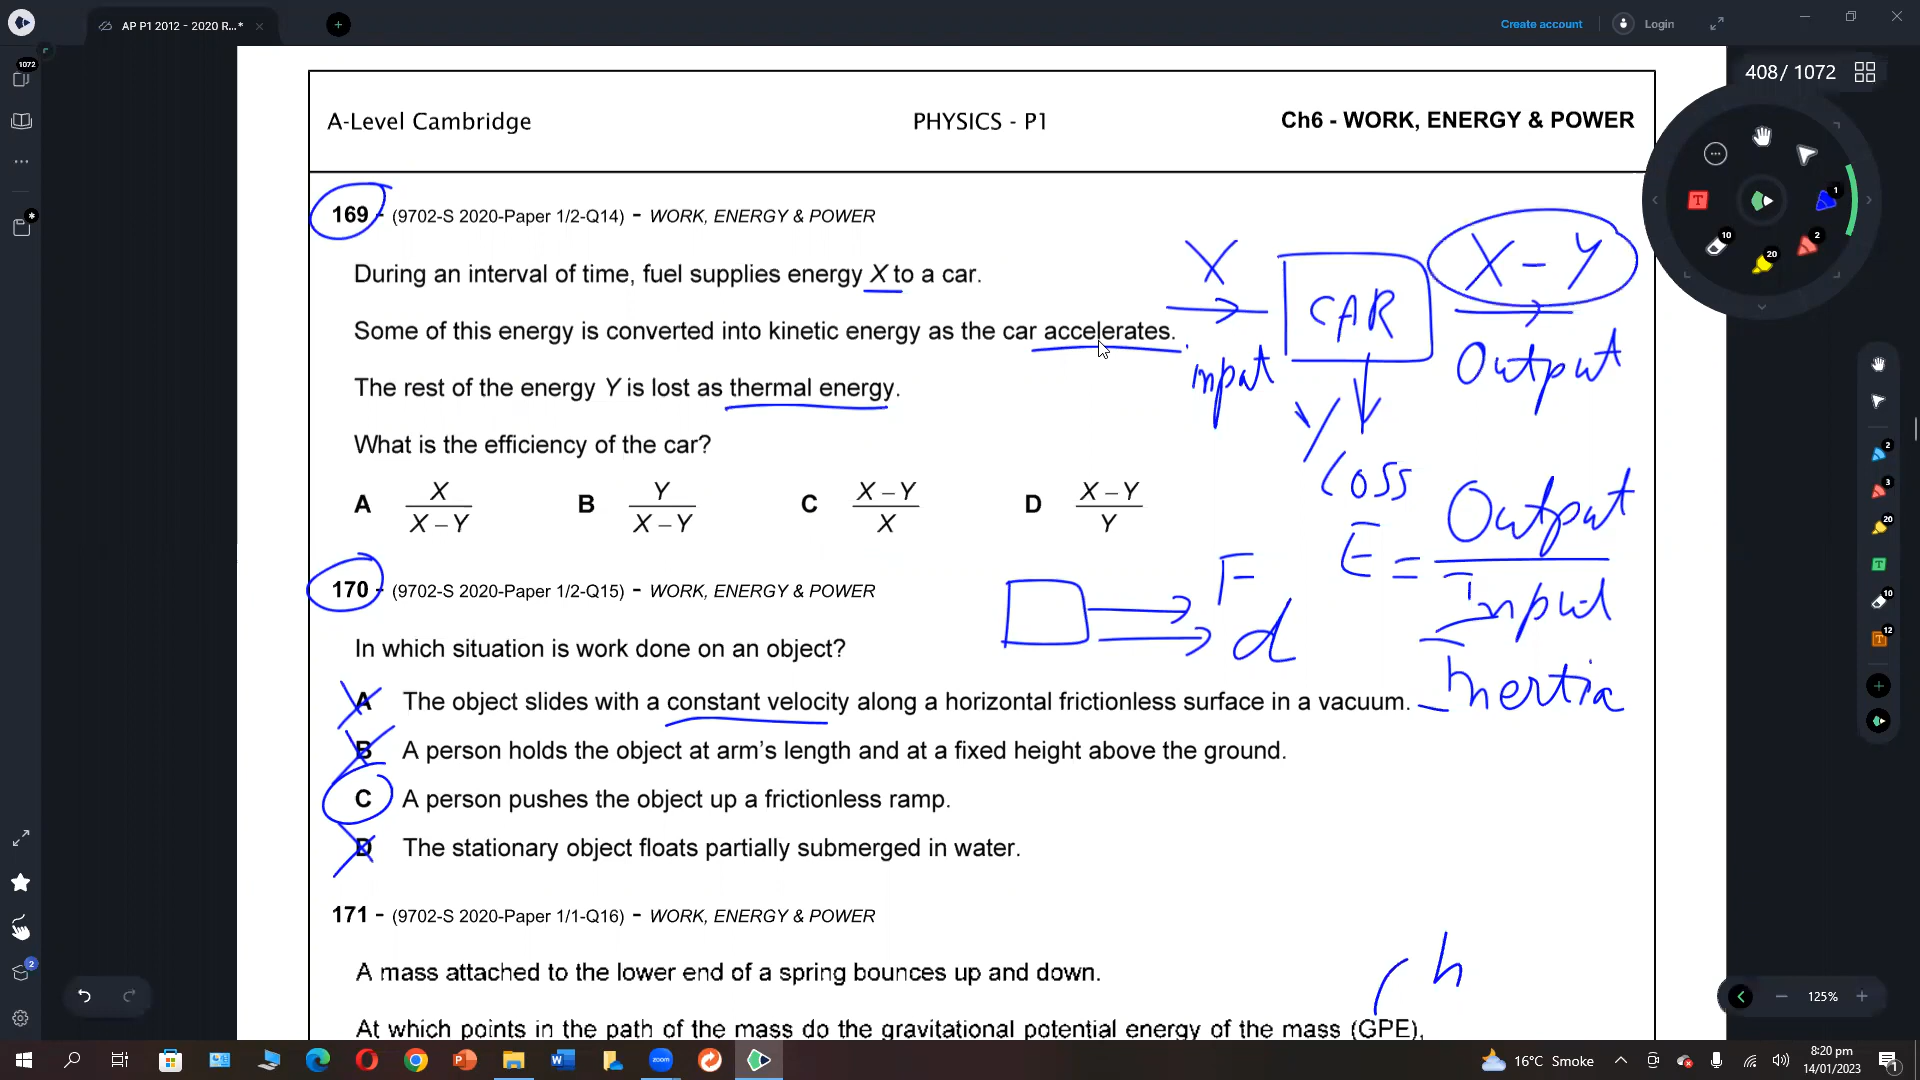 AP P1 2012 - 2020 R...*
Create account
Login
1072
408/ 1072
A-Level Cambridge
PHYSICS - P1
Ch6 - WORK, ENERGY & POWER
169 - (9702-S 2020-Paper 1/2-Q14) - WORK, ENERGY & POWER
During an interval of time, fuel supplies energy X to a car.
Some of this energy is converted into kinetic energy as the car accelerates.
The rest of the energy Y is lost as thermal energy.
What is the efficiency of the car?
A X / X – Y B Y / X – Y C X – Y / X D X – Y / Y
X
CAR
X - Y
input
Output
Y
Loss
E = Output / Input
170 - (9702-S 2020-Paper 1/2-Q15) - WORK, ENERGY & POWER
F
d
In which situation is work done on an object?
A The object slides with a constant velocity along a horizontal frictionless surface in a vacuum.
Inertia
B A person holds the object at arm's length and at a fixed height above the ground.
C A person pushes the object up a frictionless ramp.
D The stationary object floats partially submerged in water.
171 - (9702-S 2020-Paper 1/1-Q16) - WORK, ENERGY & POWER
h
A mass attached to the lower end of a spring bounces up and down.
At which points in the path of the mass do the gravitational potential energy of the mass (GPE),
125%
16°C Smoke
8:20 pm
14/01/2023